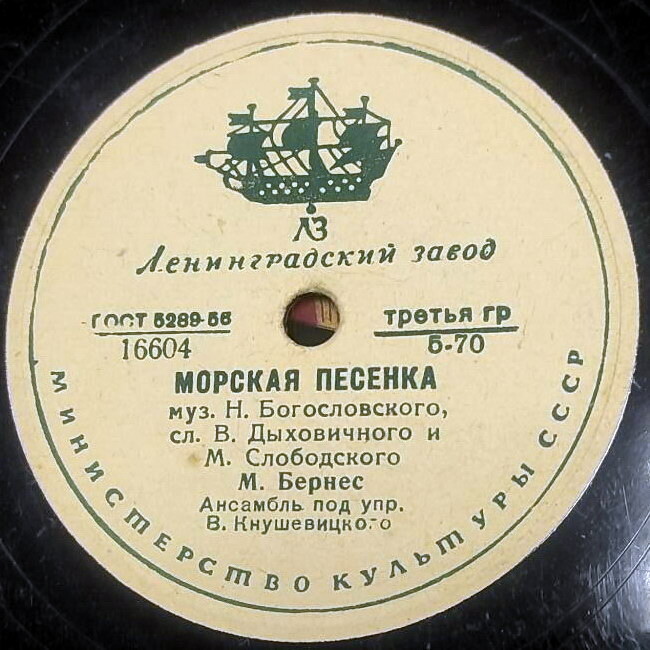 ЛЗ
Ленинградский завод
ГОСТ 5289-56
третья гр
16604
5-70
МОРСКАЯ ПЕСЕНКА
муз. Н. Богословского,
сл. В. Дыховичного и
М. Слободского
М. Бернес
Ансамбль под упр.
В. Кнушевицкого
МИНИСТЕРСТВО КУЛЬТУРЫ СССР